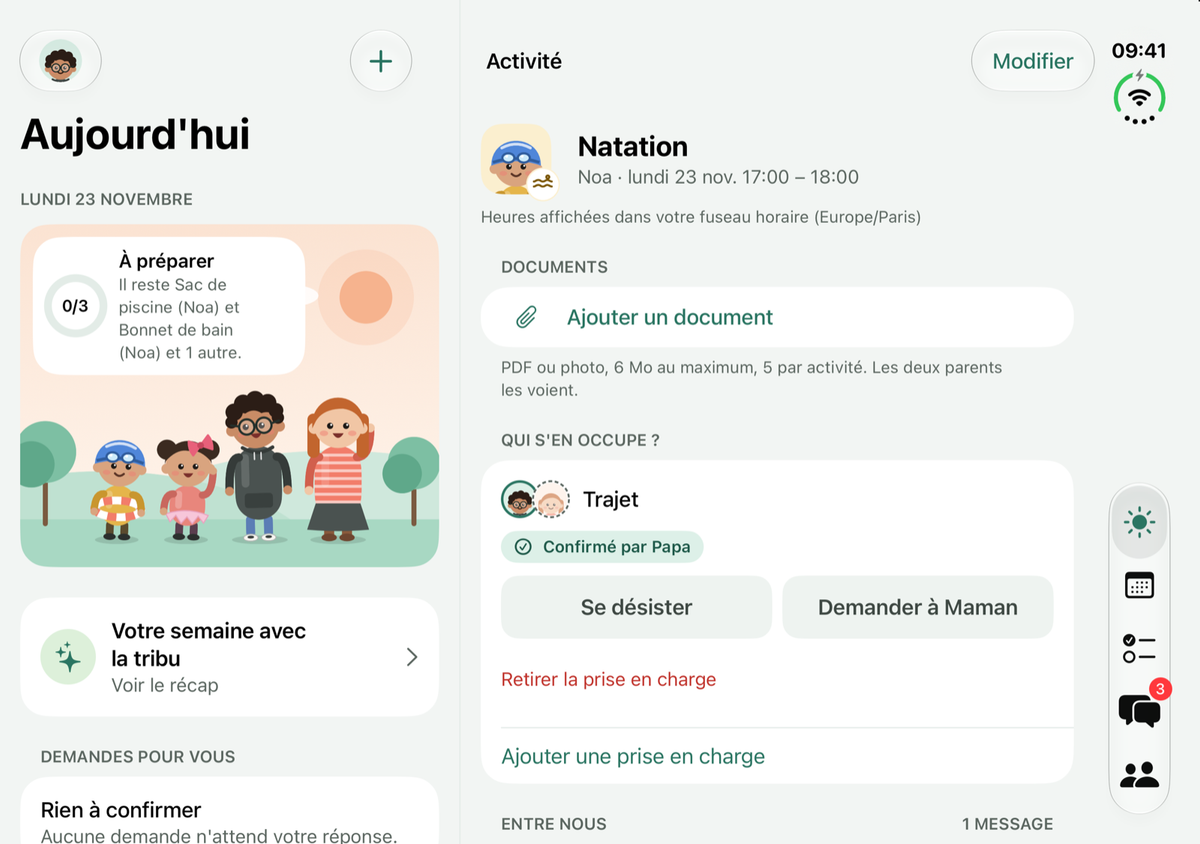 Aujourd'hui
LUNDI 23 NOVEMBRE
0/3
À préparer
Il reste Sac de
piscine (Noa) et
Bonnet de bain
(Noa) et 1 autre.
Votre semaine avec
la tribu
Voir le récap
DEMANDES POUR VOUS
Rien à confirmer
Aucune demande n'attend votre réponse.
Activité
Modifier
09:41
Natation
Noa · lundi 23 nov. 17:00 – 18:00
Heures affichées dans votre fuseau horaire (Europe/Paris)
DOCUMENTS
Ajouter un document
PDF ou photo, 6 Mo au maximum, 5 par activité. Les deux parents
les voient.
QUI S'EN OCCUPE ?
Trajet
Confirmé par Papa
Se désister
Demander à Maman
Retirer la prise en charge
Ajouter une prise en charge
ENTRE NOUS
1 MESSAGE
3